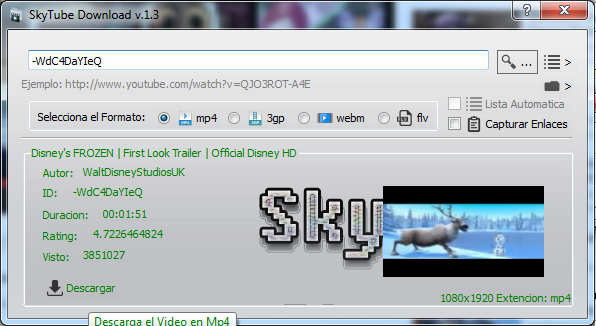 SkyTube Download v.1.3
-WdC4DaYIeQ
...
>
Ejemplo: http://www.youtube.com/watch?v=QJO3ROT-A4E
>
Selecciona el Formato:
mp4
3gp
webm
flv
Lista Automatica
Capturar Enlaces
Disney's FROZEN | First Look Trailer | Official Disney HD
Autor: WaltDisneyStudiosUK
ID: -WdC4DaYIeQ
Duracion: 00:01:51
Rating: 4.7226464824
Visto: 3851027
Sky
Descargar
1080x1920 Extencion: mp4
Descarga el Video en Mp4